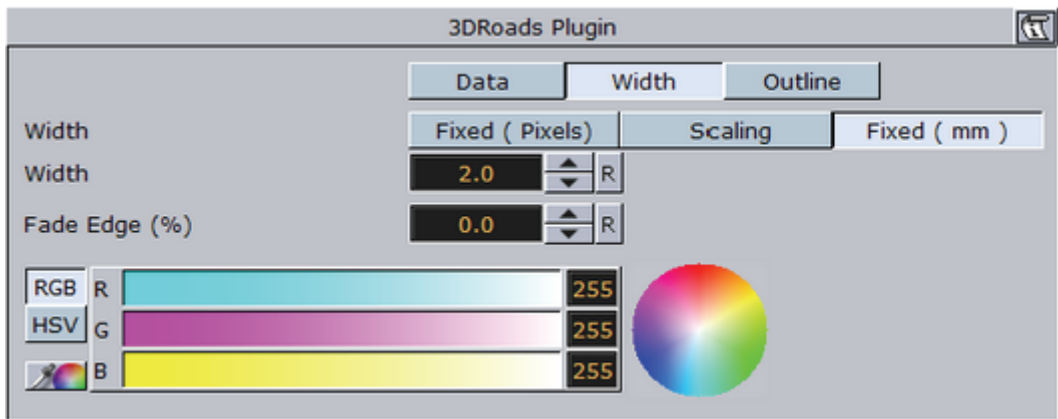 3DRoads Plugin
Data Width Outline
Width Fixed ( Pixels) Scaling Fixed ( mm )
Width 2.0 R
Fade Edge (%) 0.0 R
RGB R 255
HSV G 255
B 255